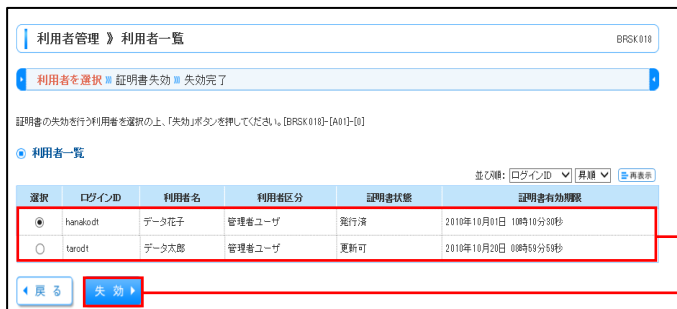 利用者管理 》 利用者一覧 BRSK018
利用者を選択 ⟫ 証明書失効 ⟫ 失効完了
証明書の失効を行う利用者を選択の上、「失効」ボタンを押してください。[BRSK018]-[A01]-[0]
利用者一覧
並び順: ログインID 昇順 再表示
選択 ログインID 利用者名 利用者区分 証明書状態 証明書有効期限
hanakodt データ花子 管理者ユーザ 発行済 2010年10月01日 10時10分30秒
tarodt データ太郎 管理者ユーザ 更新可 2010年10月20日 08時59分59秒
戻る 失効